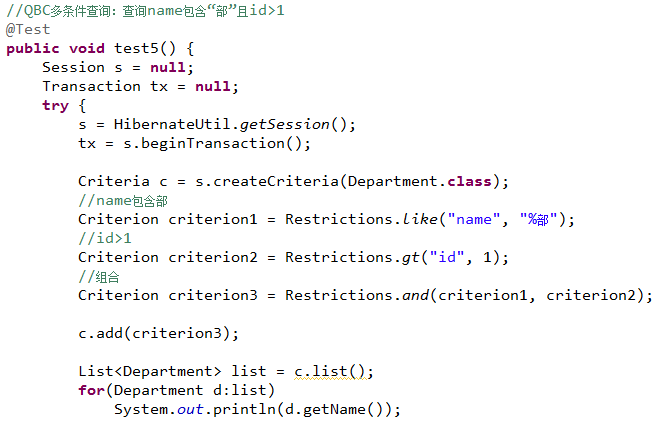 //QBC多条件查询：查询name包含“部”且id>1
@Test
public void test5() {
    Session s = null;
    Transaction tx = null;
    try {
        s = HibernateUtil.getSession();
        tx = s.beginTransaction();

        Criteria c = s.createCriteria(Department.class);
        //name包含部
        Criterion criterion1 = Restrictions.like("name", "%部");
        //id>1
        Criterion criterion2 = Restrictions.gt("id", 1);
        //组合
        Criterion criterion3 = Restrictions.and(criterion1, criterion2);

        c.add(criterion3);

        List<Department> list = c.list();
        for(Department d:list)
            System.out.println(d.getName());